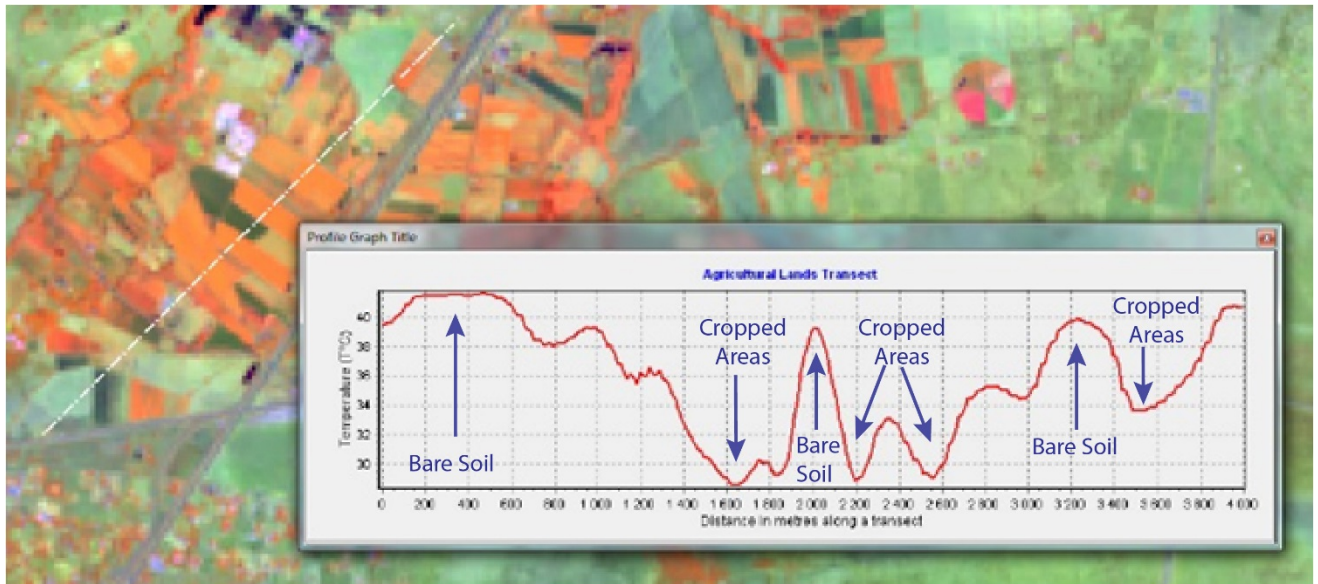 Profile Graph Title
Agricultural Lands Transect
Temperature (T°C)
40
38
36
34
32
30
Cropped
Areas
Cropped
Areas
Cropped
Areas
Bare Soil
Bare
Soil
Bare Soil
0 200 400 600 800 1 000 1 200 1 400 1 600 1 800 2 000 2 200 2 400 2 600 2 800 3 000 3 200 3 400 3 600 3 800 4 000
Distance in metres along a transect